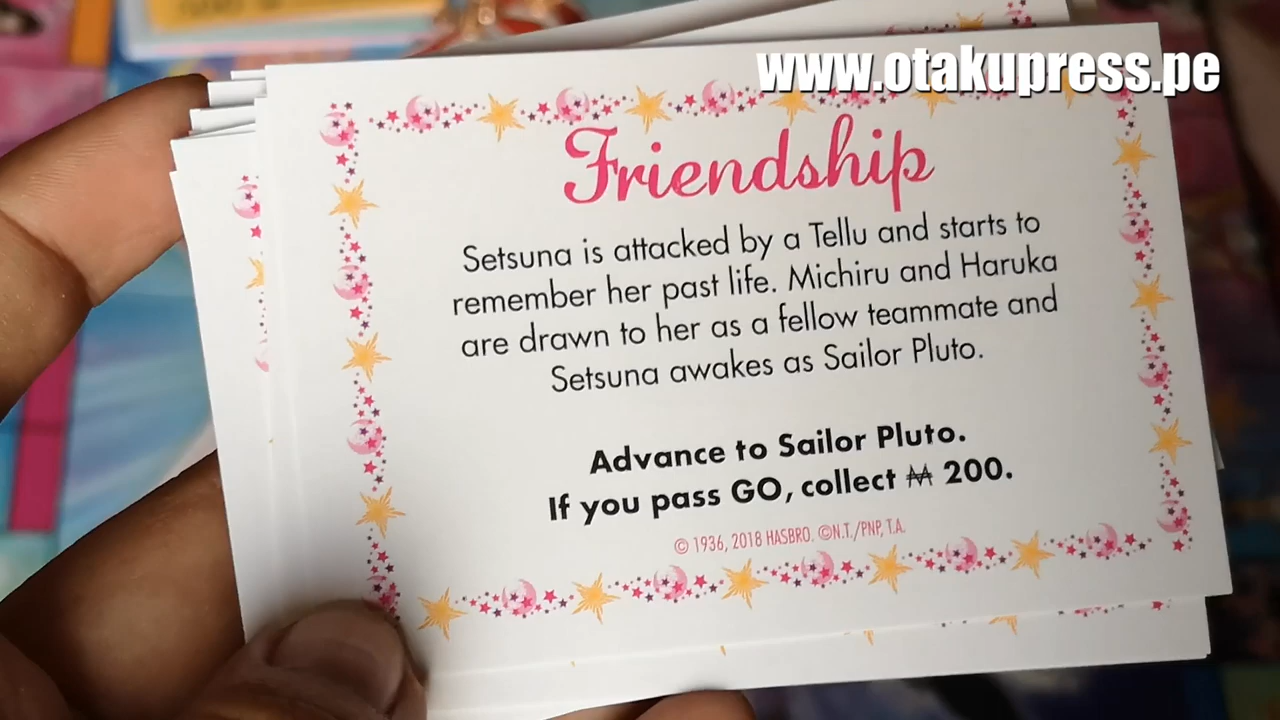 www.otakupress.pe
Friendship
Setsuna is attacked by a Tellu and starts to
remember her past life. Michiru and Haruka
are drawn to her as a fellow teammate and
Setsuna awakes as Sailor Pluto.
Advance to Sailor Pluto.
If you pass GO, collect ₩ 200.
© 1936, 2018 HASBRO. ©N.T./PNP, T.A.